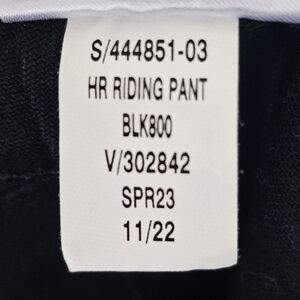 S/444851-03
HR RIDING PANT
BLK800
V/302842
SPR23
11/22